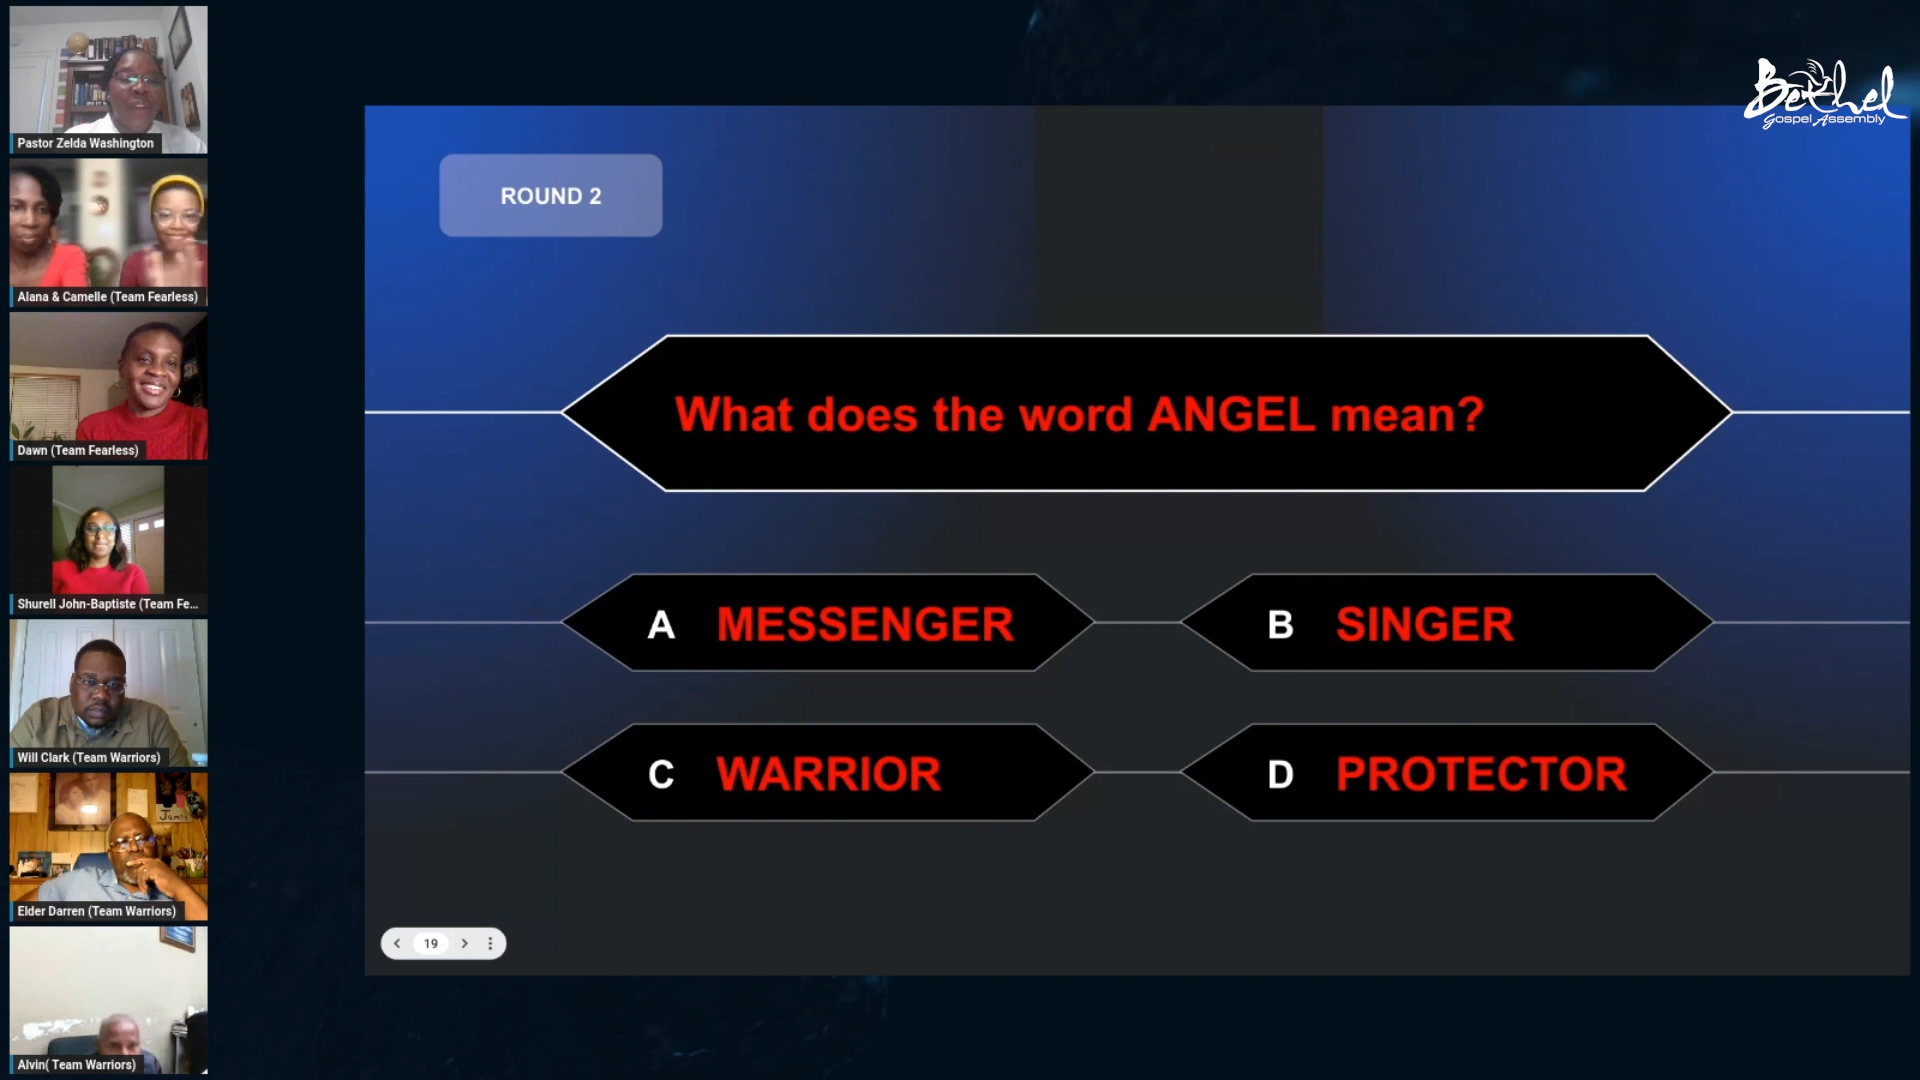 Pastor Zelda Washington
Alana & Camelle (Team Fearless)
Dawn (Team Fearless)
Shurell John-Baptiste (Team Fe...
Will Clark (Team Warriors)
Jame
Elder Darren (Team Warriors)
Alvin( Team Warriors)
Bethel
Gospel Assembly
ROUND 2
What does the word ANGEL mean?
A MESSENGER
B SINGER
C WARRIOR
D PROTECTOR
19